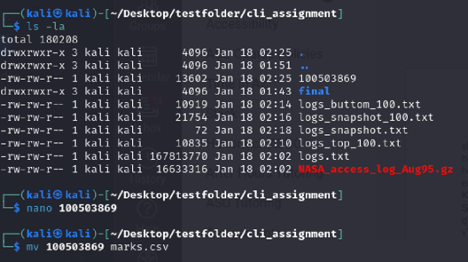 ┌──(kali㉿kali)-[~/Desktop/testfolder/cli_assignment]
└─$ ls -la
total 180208
drwxrwxr-x 3 kali kali      4096 Jan 18 02:25 .
drwxrwxr-x 3 kali kali      4096 Jan 18 01:51 ..
-rw-rw-r-- 1 kali kali     13602 Jan 18 02:25 100503869
drwxrwxr-x 2 kali kali      4096 Jan 18 01:43 final
-rw-rw-r-- 1 kali kali     10919 Jan 18 02:14 logs_buttom_100.txt
-rw-rw-r-- 1 kali kali     21754 Jan 18 02:16 logs_snapshot_100.txt
-rw-rw-r-- 1 kali kali        72 Jan 18 02:18 logs_snapshot.txt
-rw-rw-r-- 1 kali kali     10835 Jan 18 02:10 logs_top_100.txt
-rw-rw-r-- 1 kali kali 167813770 Jan 18 02:02 logs.txt
-rw-rw-r-- 1 kali kali  16633316 Jan 18 02:02 NASA_access_log_Aug95.gz
┌──(kali㉿kali)-[~/Desktop/testfolder/cli_assignment]
└─$ nano 100503869
┌──(kali㉿kali)-[~/Desktop/testfolder/cli_assignment]
└─$ mv 100503869 marks.csv